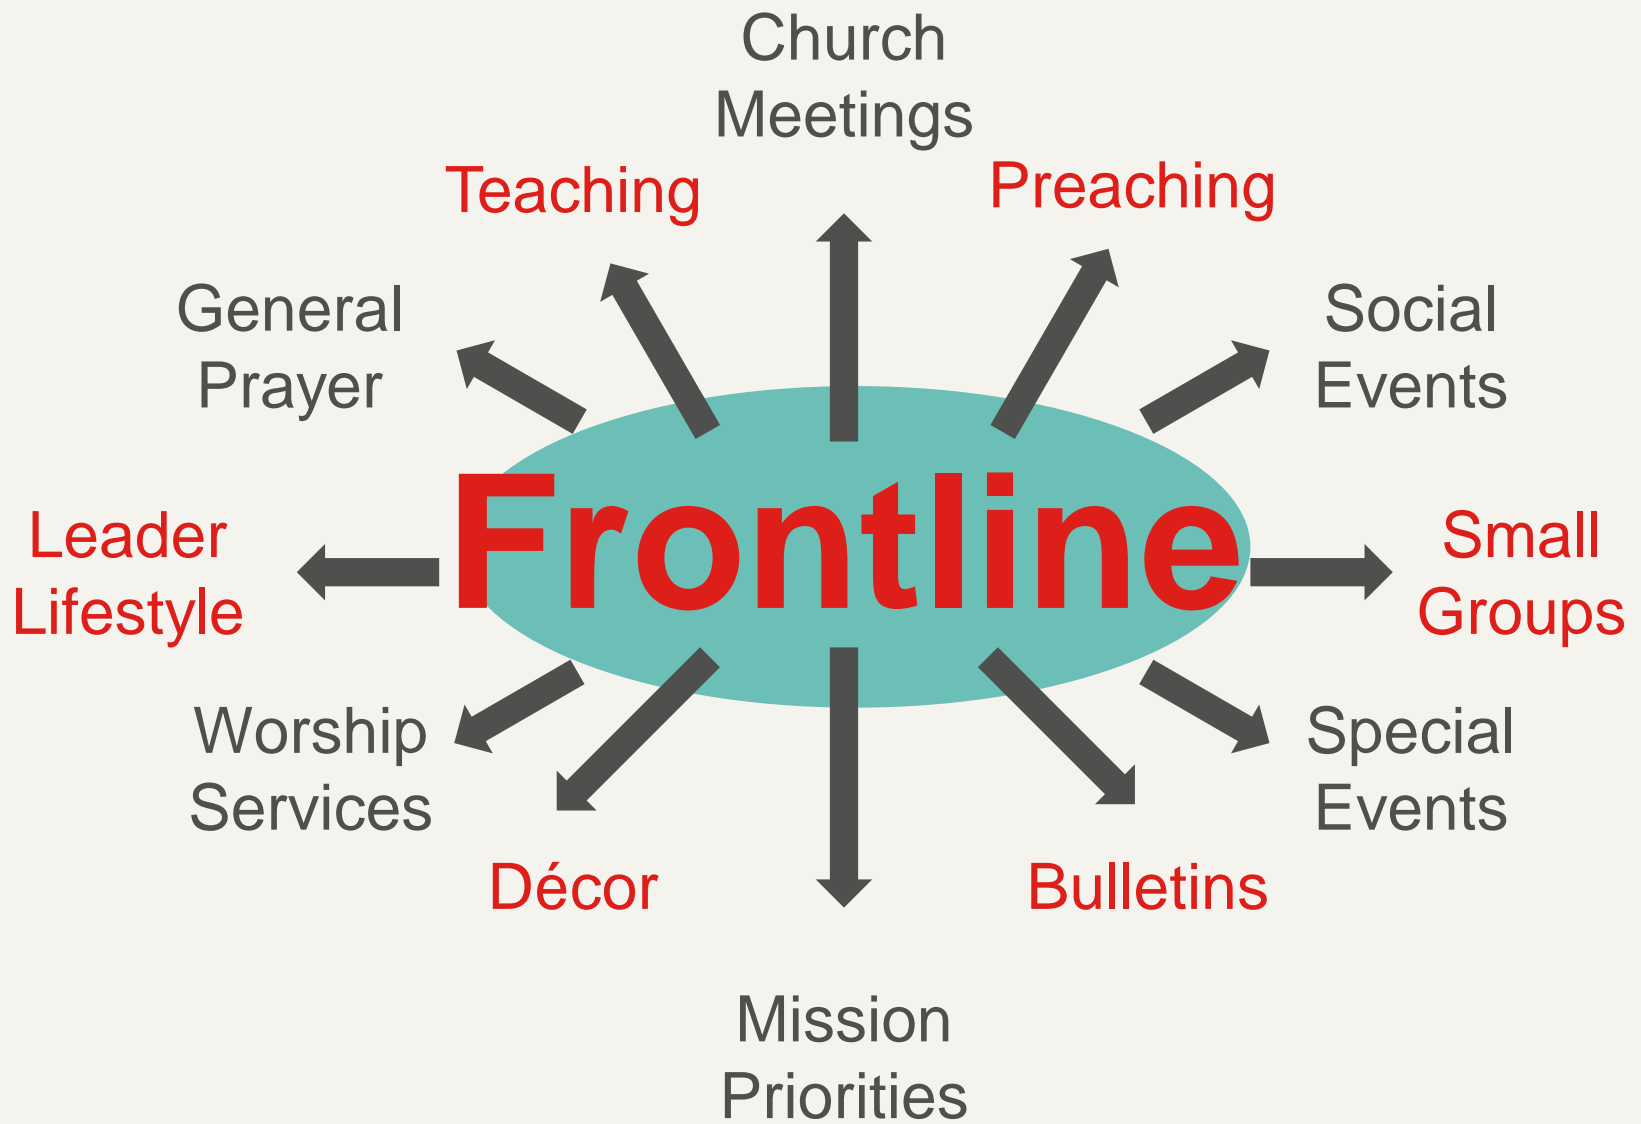 Church
Meetings
Teaching
Preaching
General
Prayer
Social
Events
Leader
Lifestyle
Frontline
Small
Groups
Worship
Services
Special
Events
Décor
Bulletins
Mission
Priorities